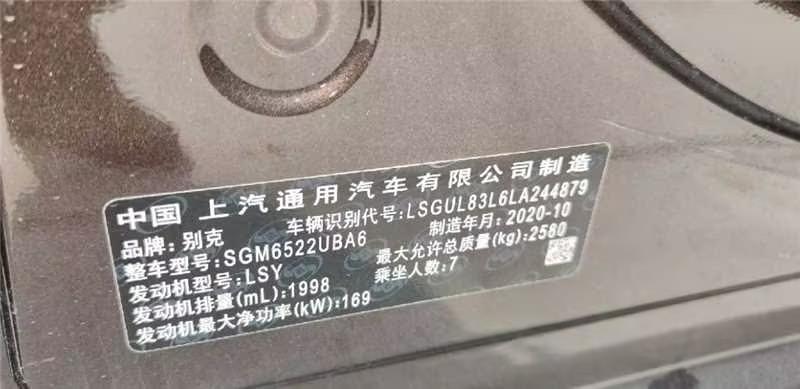 中国 上汽通用汽车有限公司制造
品牌:别克 车辆识别代号:LSGUL83L6LA244879
整车型号:SGM6522UBA6 制造年月:2020-10
发动机型号:LSY 最大允许总质量(kg):2580
发动机排量(mL):1998 乘坐人数:7
发动机最大净功率(kW):169